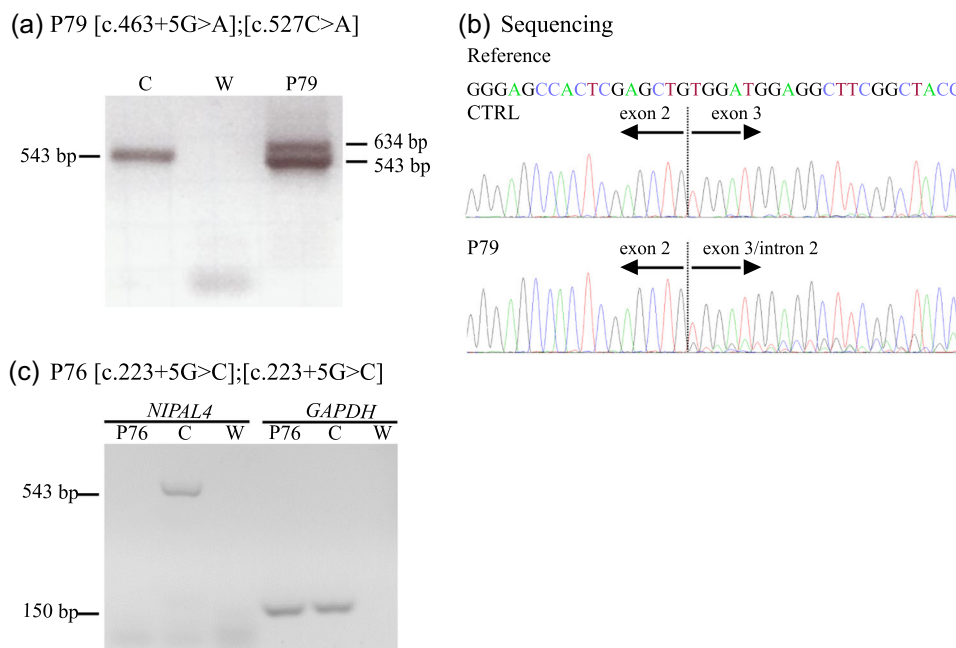 (a) P79 [c.463+5G>A];[c.527C>A]
C W P79
543 bp
634 bp
543 bp
(b) Sequencing
Reference
GGGAGCCACTCGAGCTGTGGATGGAGGCTTCGGCTACC
CTRL
exon 2 exon 3
P79
exon 2 exon 3/intron 2
(c) P76 [c.223+5G>C];[c.223+5G>C]
NIPAL4 GAPDH
P76 C W P76 C W
543 bp
150 bp